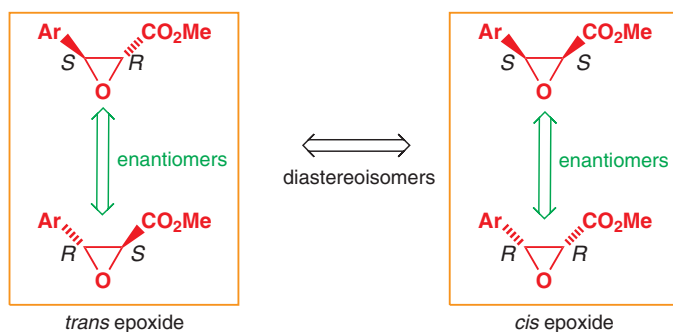 Ar CO2Me Ar CO2Me
S R S S
O O
enantiomers enantiomers
diastereoisomers
Ar CO2Me Ar CO2Me
R S R R
O O
trans epoxide cis epoxide